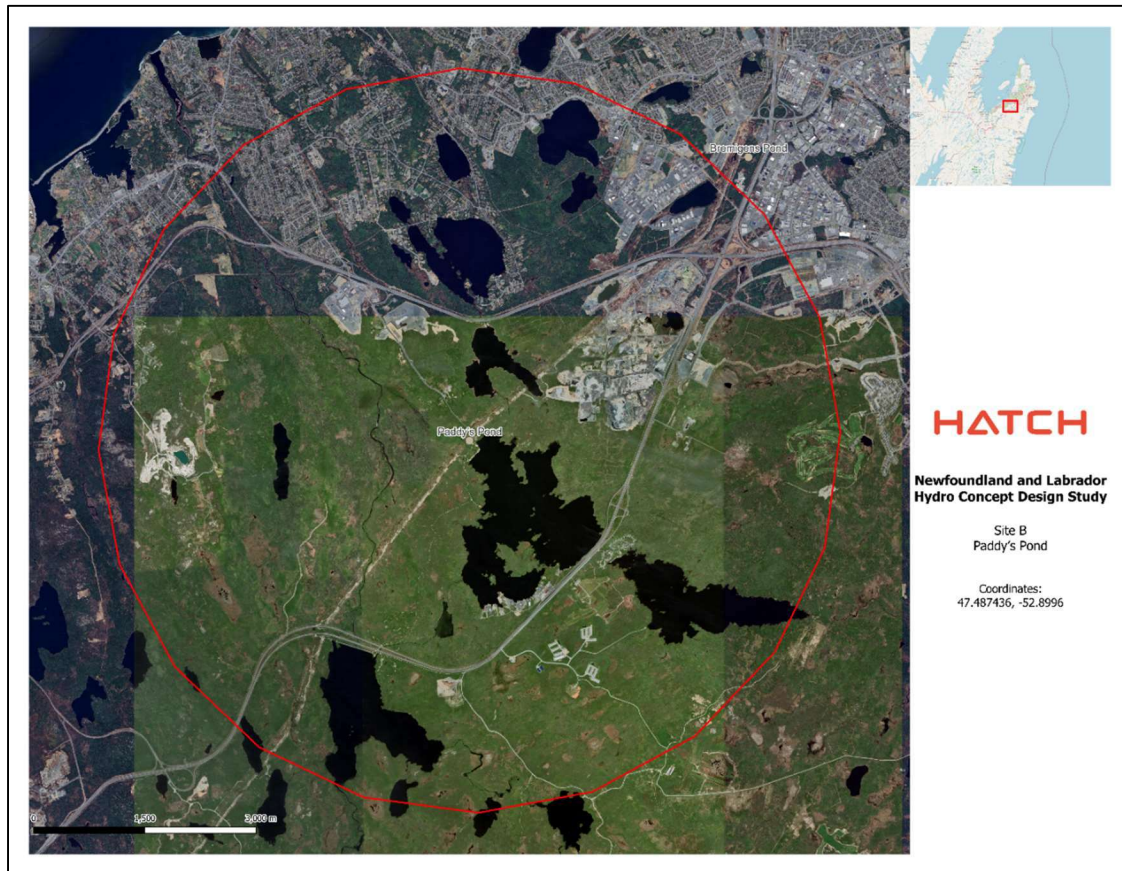 Bremigens Pond
Paddy's Pond
0 1,500 3,000 m
HATCH
Newfoundland and Labrador
Hydro Concept Design Study
Site B
Paddy's Pond
Coordinates:
47.487436, -52.8996